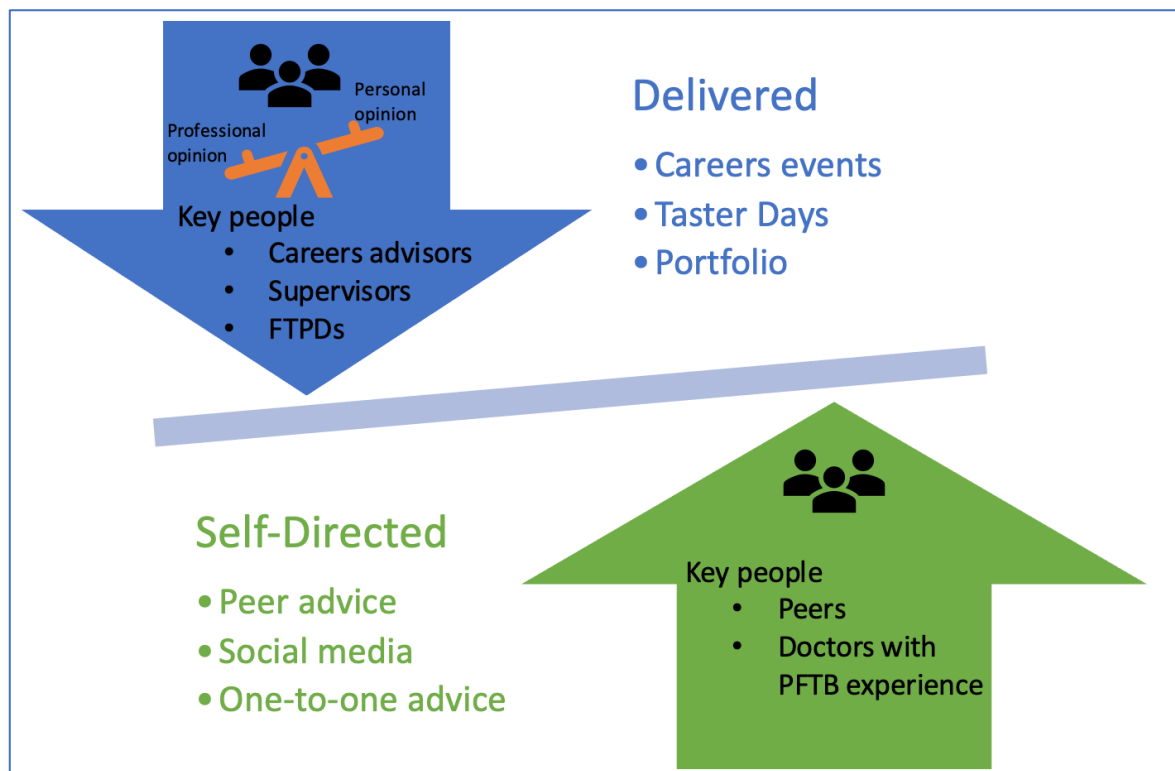 Personal
opinion
Professional
opinion
Key people
• Careers advisors
• Supervisors
• FTPDs
Delivered
• Careers events
• Taster Days
• Portfolio
Self-Directed
• Peer advice
• Social media
• One-to-one advice
Key people
• Peers
• Doctors with
PFTB experience